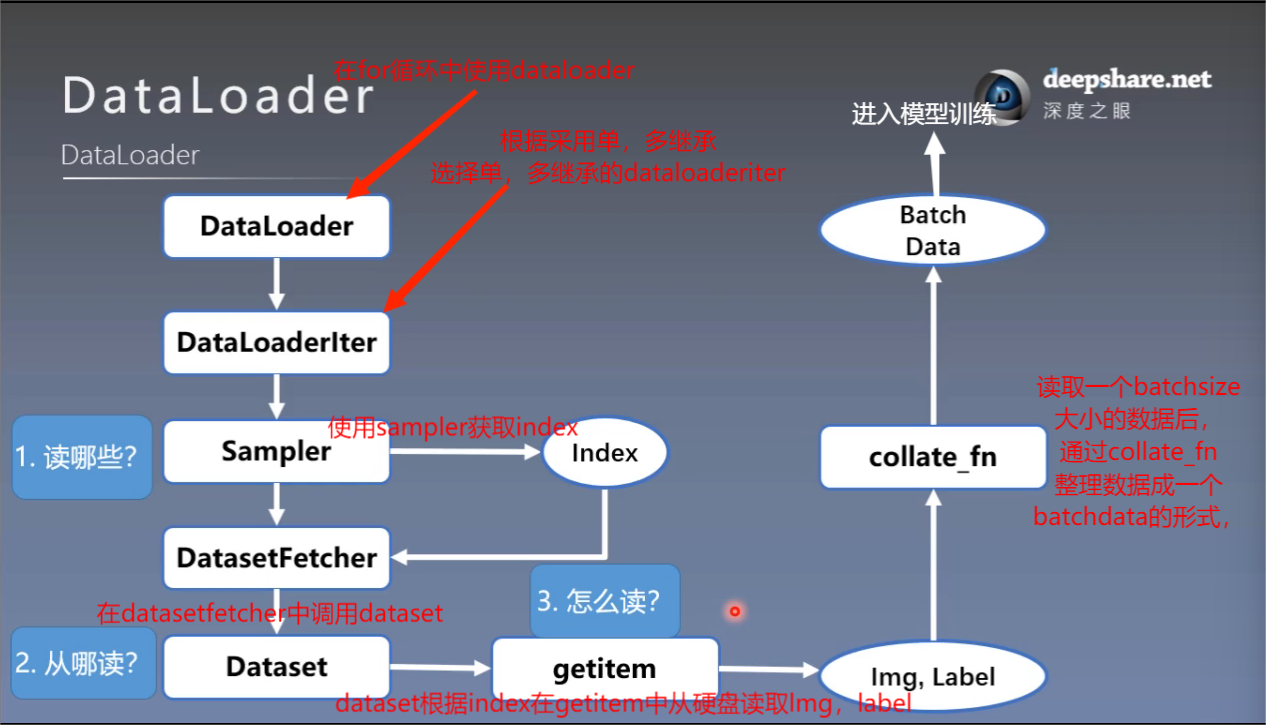 DataLoader
在for循环中使用dataloader
deepshare.net
深度之眼
进入模型训练
DataLoader
根据采用单，多继承
选择单，多继承的dataloaderiter
DataLoader
Batch
Data
DataLoaderIter
1. 读哪些？
Sampler
使用sampler获取index
Index
collate_fn
读取一个batchsize
大小的数据后，
通过collate_fn
整理数据成一个
batchdata的形式，
DatasetFetcher
在datasetfetcher中调用dataset
3. 怎么读？
2. 从哪读？
Dataset
getitem
Img, Label
dataset根据index在getitem中从硬盘读取Img，label